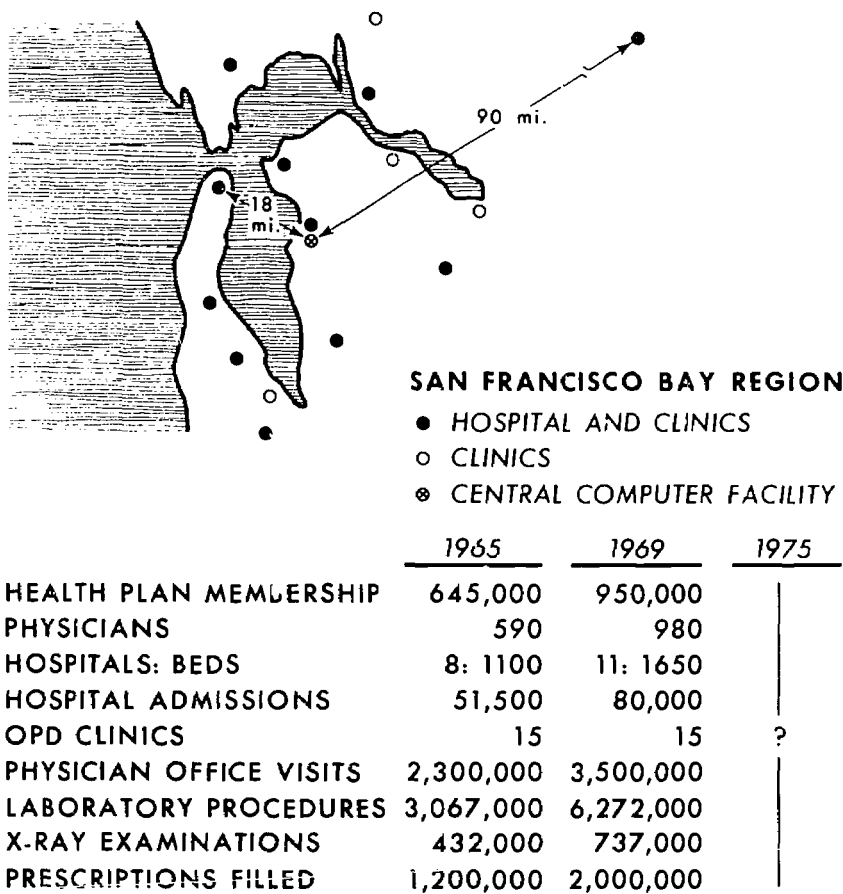 90 mi.
18
mi.
SAN FRANCISCO BAY REGION
HOSPITAL AND CLINICS
CLINICS
CENTRAL COMPUTER FACILITY
1965 1969 1975
HEALTH PLAN MEMBERSHIP 645,000 950,000
PHYSICIANS 590 980
HOSPITALS: BEDS 8: 1100 11: 1650
HOSPITAL ADMISSIONS 51,500 80,000
OPD CLINICS 15 15 ?
PHYSICIAN OFFICE VISITS 2,300,000 3,500,000
LABORATORY PROCEDURES 3,067,000 6,272,000
X-RAY EXAMINATIONS 432,000 737,000
PRESCRIPTIONS FILLED 1,200,000 2,000,000